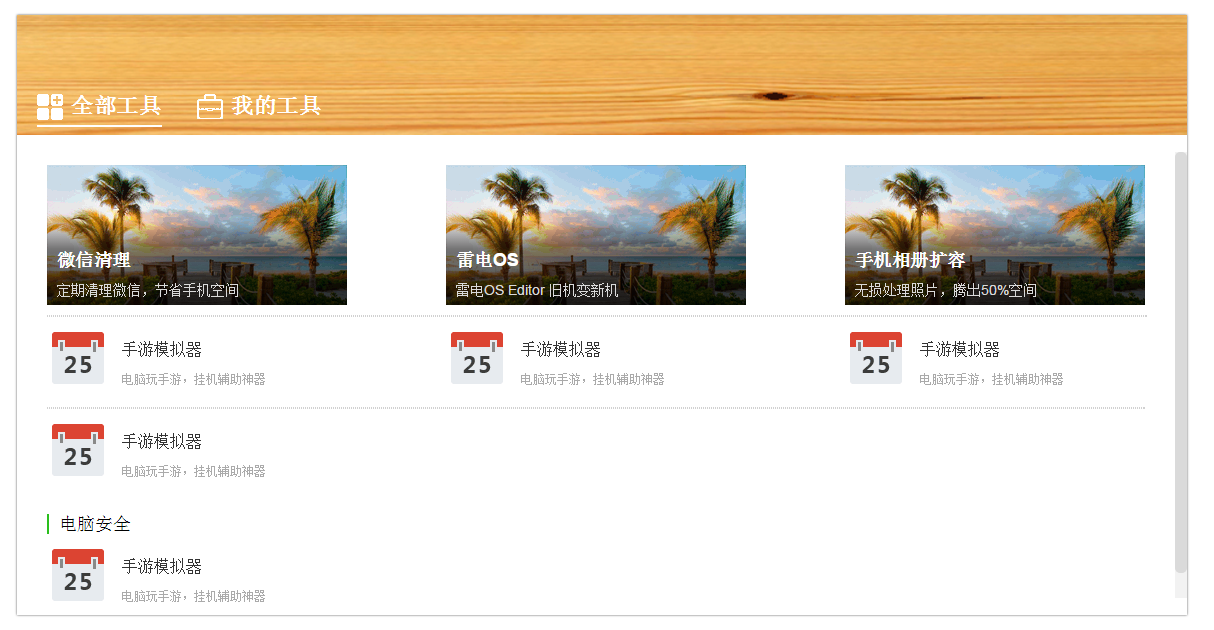 全部工具 我的工具
微信清理 雷电OS 手机相册扩容
定期清理微信，节省手机空间 雷电OS Editor 旧机变新机 无损处理照片，腾出50%空间
25 手游模拟器 25 手游模拟器 25 手游模拟器
电脑玩手游，挂机辅助神器 电脑玩手游，挂机辅助神器 电脑玩手游，挂机辅助神器
25 手游模拟器
电脑玩手游，挂机辅助神器
电脑安全
25 手游模拟器
电脑玩手游，挂机辅助神器